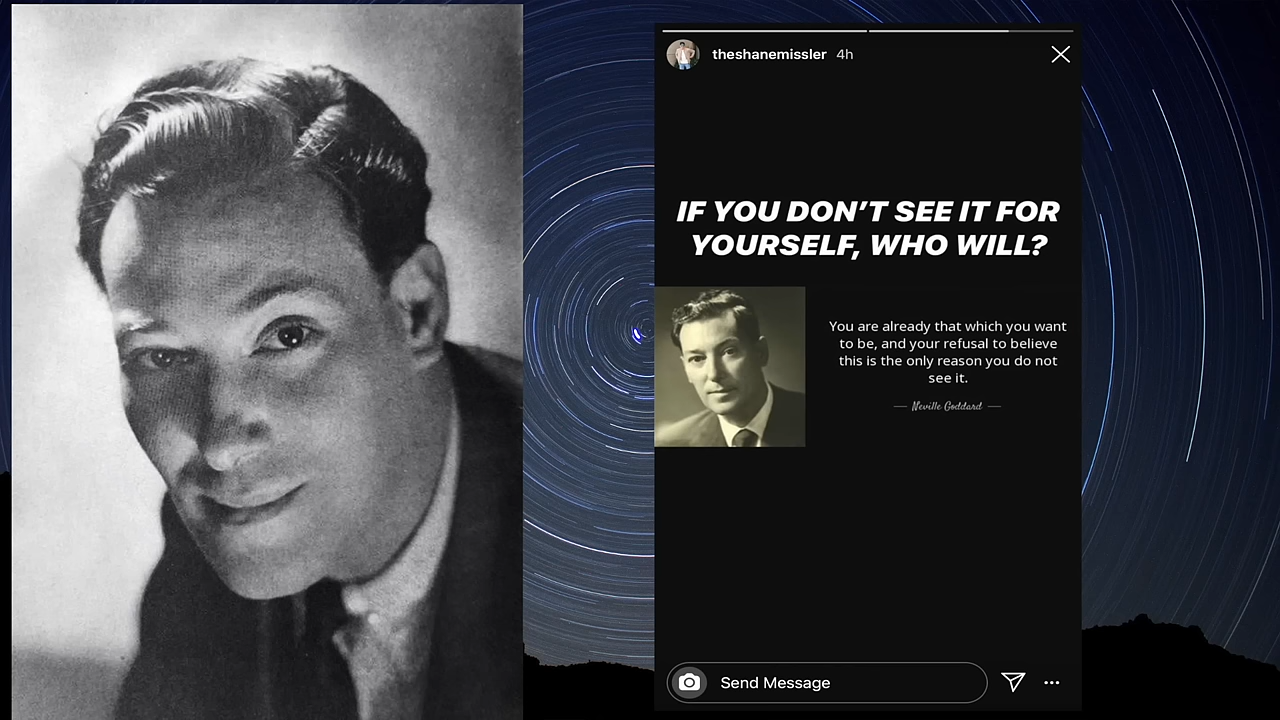 theshanemissler 4h
IF YOU DON'T SEE IT FOR
YOURSELF, WHO WILL?
You are already that which you want
to be, and your refusal to believe
this is the only reason you do not
see it.
— Neville Goddard —
Send Message